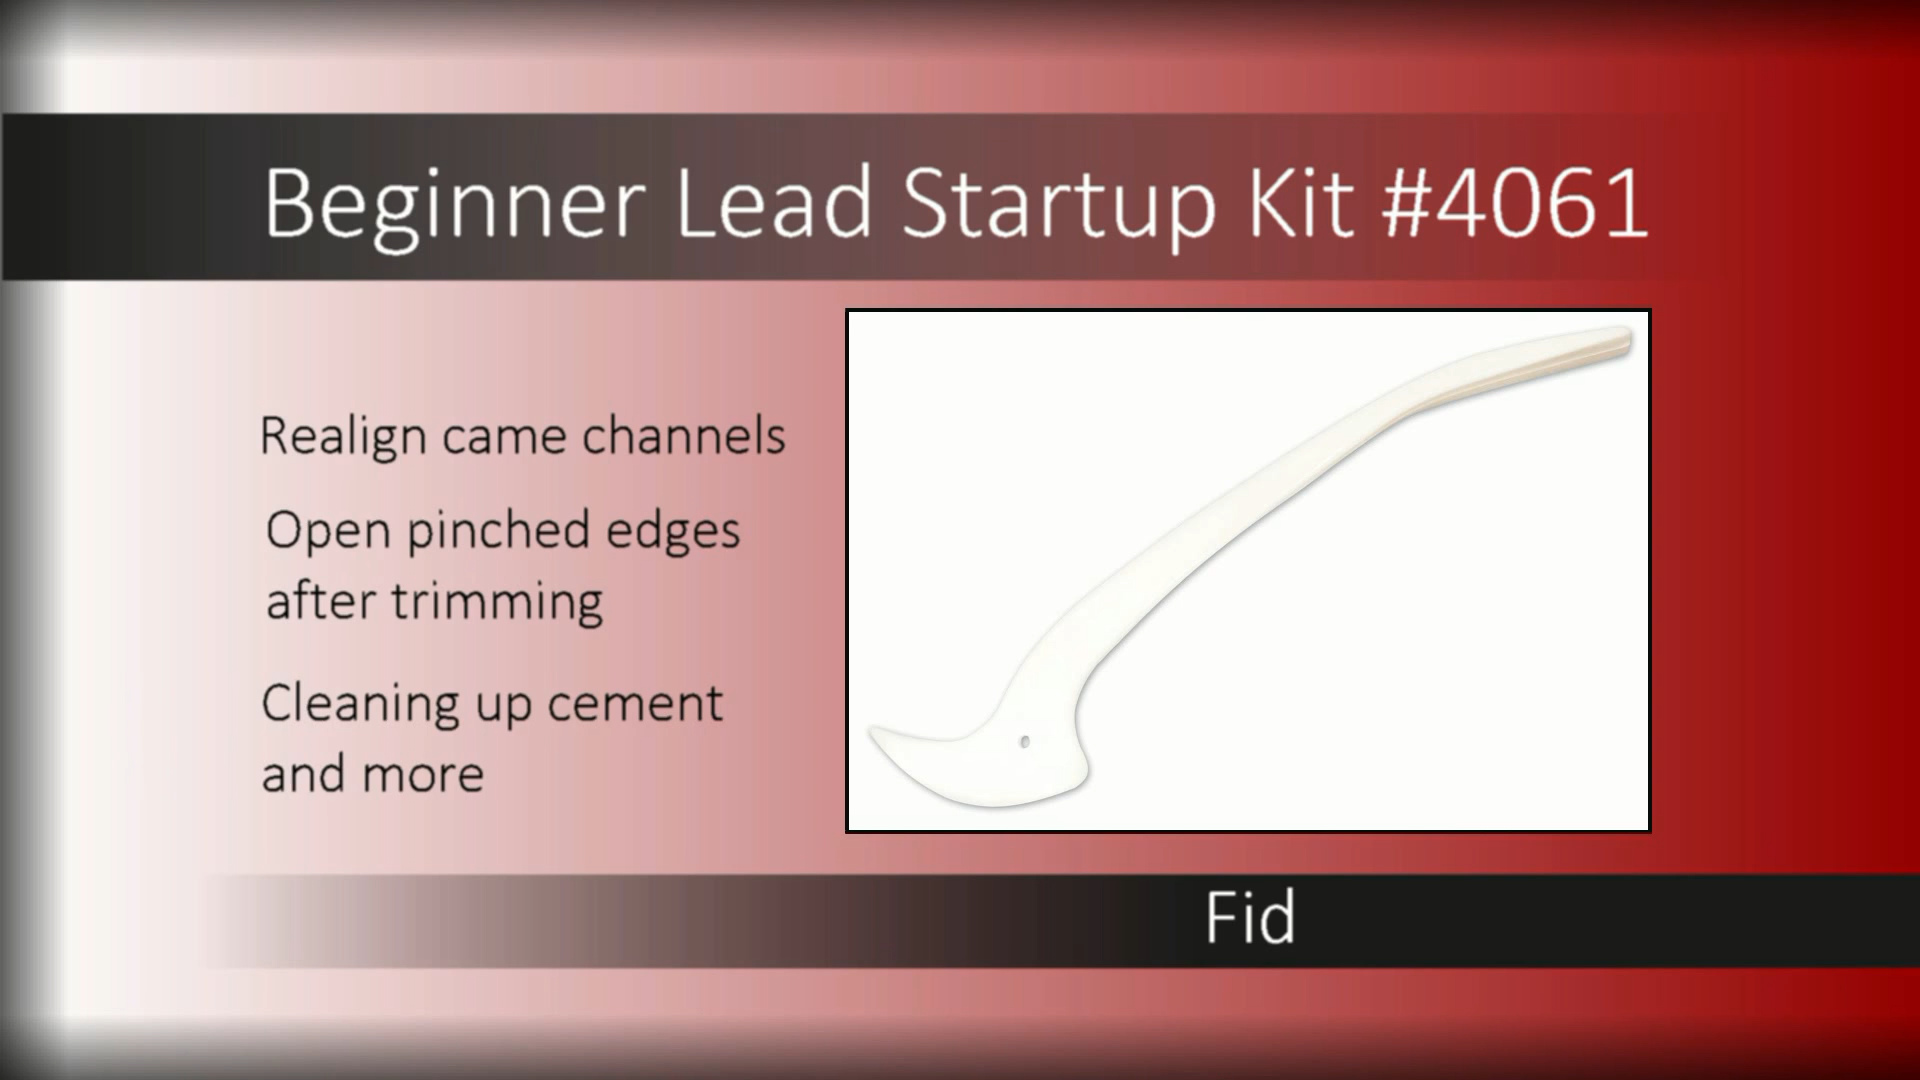 Beginner Lead Startup Kit #4061
Realign came channels
Open pinched edges
after trimming
Cleaning up cement
and more
Fid